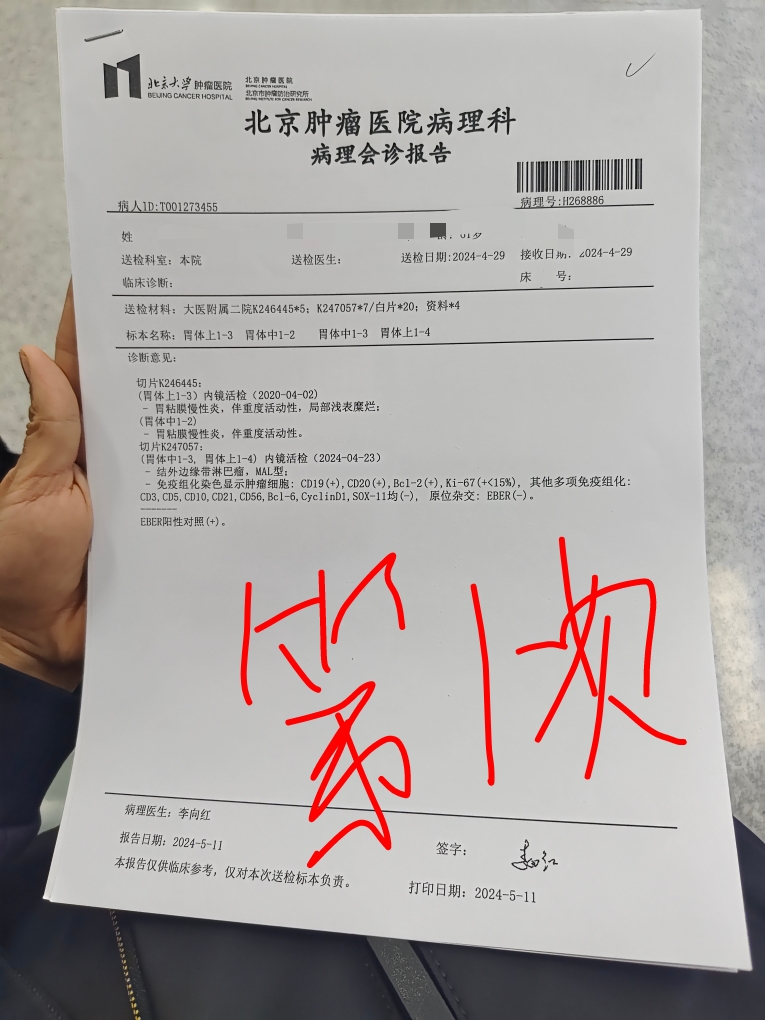 北京大学肿瘤医院
BEIJING CANCER HOSPITAL
北京肿瘤医院
BEIJING CANCER HOSPITAL
北京市肿瘤防治研究所
BEIJING INSTITUTE FOR CANCER RESEARCH
北京肿瘤医院病理科
病理会诊报告
病人ID:T001273455 病理号:H268886
姓 61岁
送检科室: 本院 送检医生: 送检日期:2024-4-29 接收日期: 2024-4-29
临床诊断: 床 号:
送检材料: 大医附属二院K246445*5; K247057*7/白片*20; 资料*4
标本名称: 胃体上1-3 胃体中1-2 胃体中1-3 胃体上1-4
诊断意见:
切片K246445:
(胃体上1-3) 内镜活检 (2020-04-02)
- 胃粘膜慢性炎, 伴重度活动性, 局部浅表糜烂;
(胃体中1-2)
- 胃粘膜慢性炎, 伴重度活动性。
切片K247057:
(胃体中1-3, 胃体上1-4) 内镜活检 (2024-04-23)
- 结外边缘带淋巴瘤, MAL型;
- 免疫组化染色显示肿瘤细胞: CD19(+), CD20(+), Bcl-2(+), Ki-67(+<15%), 其他多项免疫组化:
CD3, CD5, CD10, CD21, CD56, Bcl-6, CyclinD1, SOX-11均(-), 原位杂交: EBER(-)。
-------
EBER阳性对照(+)。
第1次
病理医生: 李向红
报告日期: 2024-5-11 签字:
本报告仅供临床参考, 仅对本次送检标本负责。 打印日期: 2024-5-11